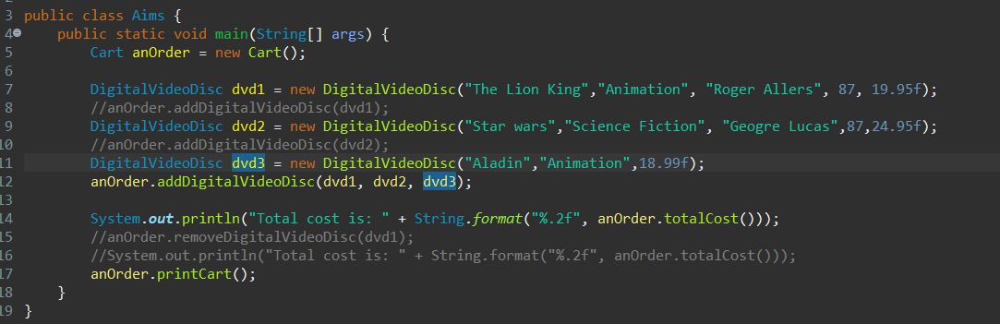 3 public class Aims {
4 public static void main(String[] args) {
5 Cart anOrder = new Cart();
6
7 DigitalVideoDisc dvd1 = new DigitalVideoDisc("The Lion King","Animation", "Roger Allers", 87, 19.95f);
8 //anOrder.addDigitalVideoDisc(dvd1);
9 DigitalVideoDisc dvd2 = new DigitalVideoDisc("Star wars","Science Fiction", "Geogre Lucas",87,24.95f);
10 //anOrder.addDigitalVideoDisc(dvd2);
11 DigitalVideoDisc dvd3 = new DigitalVideoDisc("Aladin","Animation",18.99f);
12 anOrder.addDigitalVideoDisc(dvd1, dvd2, dvd3);
13
14 System.out.println("Total cost is: " + String.format("%.2f", anOrder.totalCost()));
15 //anOrder.removeDigitalVideoDisc(dvd1);
16 //System.out.println("Total cost is: " + String.format("%.2f", anOrder.totalCost()));
17 anOrder.printCart();
18 }
19 }